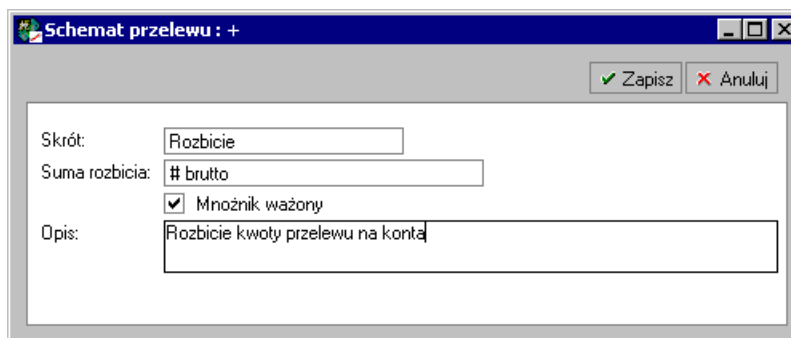 Schemat przelewu : +
Zapisz Anuluj
Skrót: Rozbicie
Suma rozbicia: # brutto
Mnożnik ważony
Opis: Rozbicie kwoty przelewu na konta